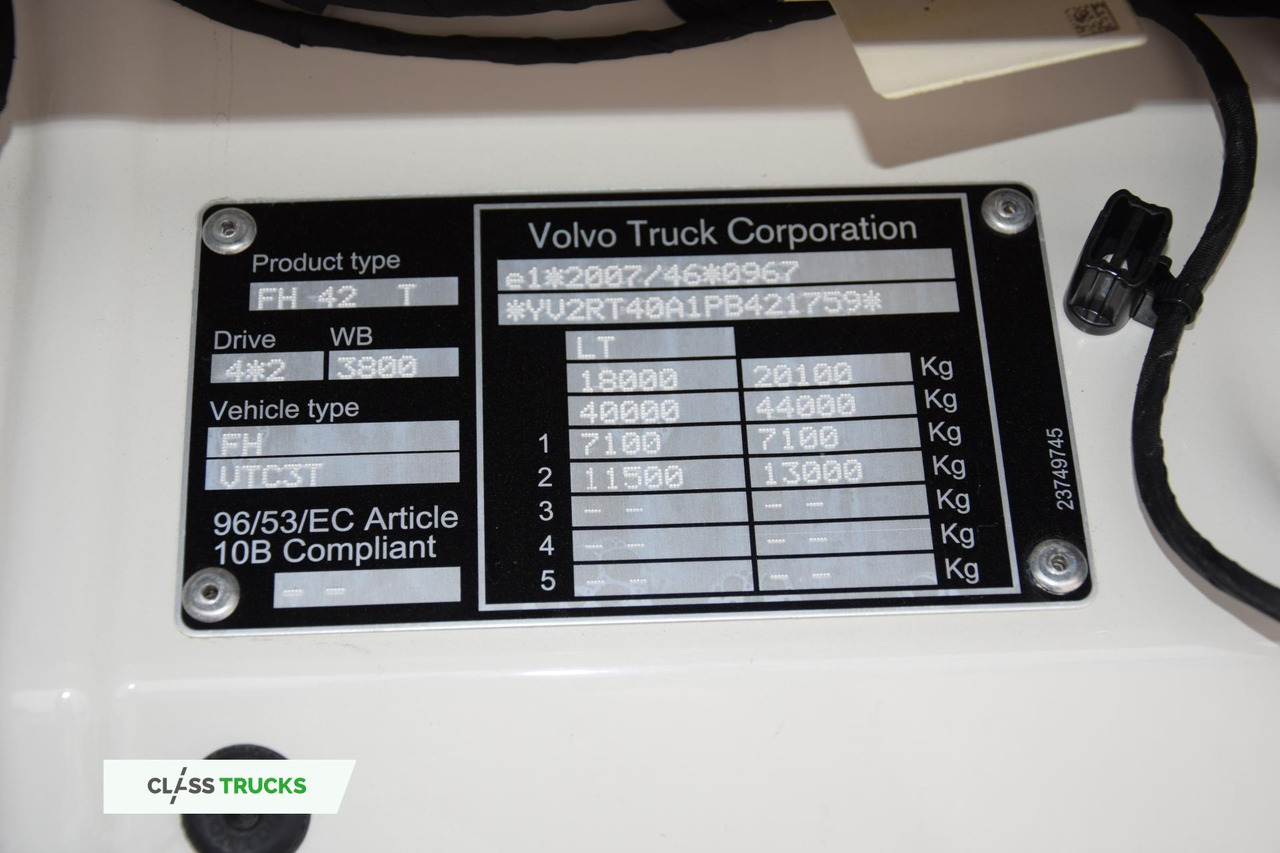 Product type
FH 42 T
Drive WB
4*2 3800
Vehicle type
FH
VTC3T
96/53/EC Article
10B Compliant
-- --
Volvo Truck Corporation
e1*2007/46*0967
*YV2RT40A1PB421759*
LT
18000 20100 Kg
40000 44000 Kg
1 7100 7100 Kg
2 11500 13000 Kg
3 -- -- -- -- Kg
4 -- -- -- -- Kg
5 -- -- -- -- Kg
23749745
CLASS TRUCKS